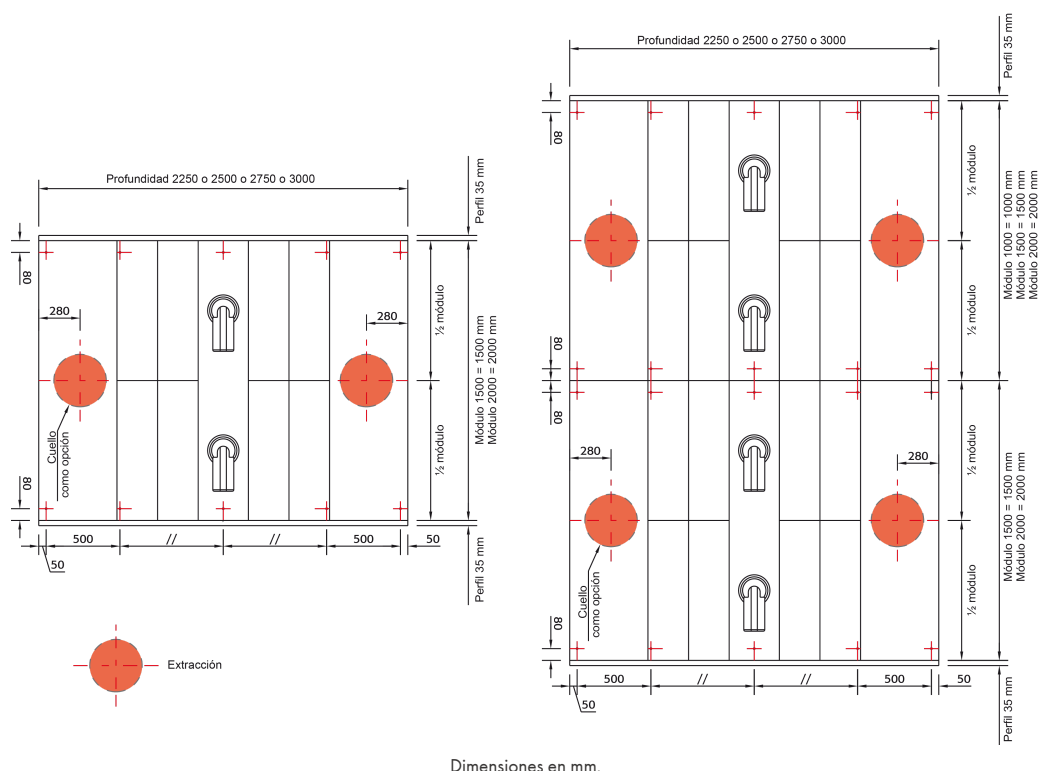 Profundidad 2250 o 2500 o 2750 o 3000
Perfil 35 mm
80
280
280
½ módulo
½ módulo
Módulo 1500 = 1500 mm
Módulo 2000 = 2000 mm
Cuello
como opción
80
500
//
//
500
50
50
Perfil 35 mm
Extracción
Profundidad 2250 o 2500 o 2750 o 3000
Perfil 35 mm
80
½ módulo
½ módulo
Módulo 1000 = 1000 mm
Módulo 1500 = 1500 mm
Módulo 2000 = 2000 mm
80
280
280
½ módulo
½ módulo
Módulo 1500 = 1500 mm
Módulo 2000 = 2000 mm
Cuello
como opción
80
500
//
//
500
50
50
Perfil 35 mm
Dimensiones en mm.